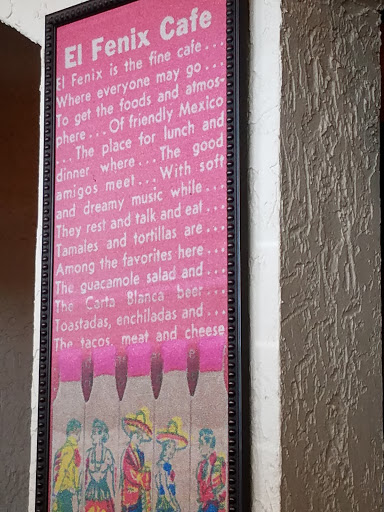 El Fenix Cafe
El Fenix is the fine cafe . . .
Where everyone may go . . .
To get the foods and atmos-
phere . . . Of friendly Mexico
. . . The place for lunch and
dinner where . . . The good
amigos meet . . . With soft
and dreamy music while . . .
They rest and talk and eat . . .
Tamales and tortillas are . . .
Among the favorites here . . .
The guacamole salad and . . .
The Carta Blanca beer . . .
Toastadas, enchiladas and . . .
The tacos, meat and cheese